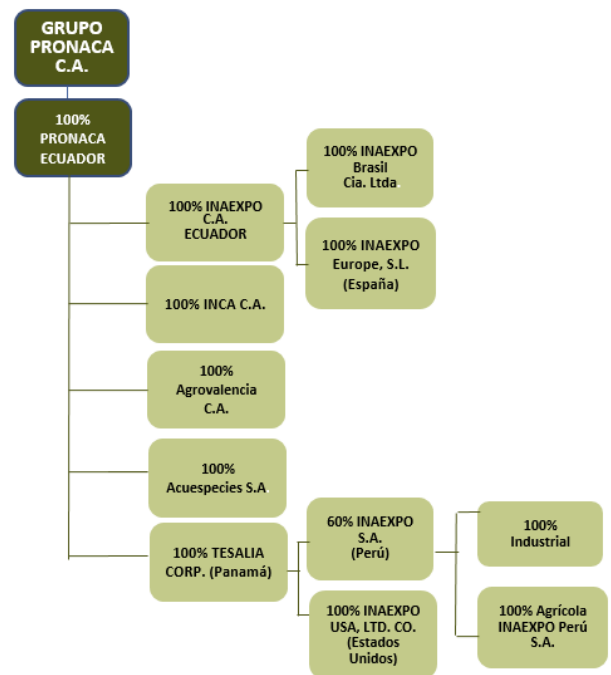 GRUPO
PRONACA
C.A.
100%
PRONACA
ECUADOR
100% INAEXPO
C.A.
ECUADOR
100% INAEXPO
Brasil
Cia. Ltda.
100% INAEXPO
Europe, S.L.
(España)
100% INCA C.A.
100%
Agrovalencia
C.A.
100%
Acuespecies S.A.
100% TESALIA
CORP. (Panamá)
60% INAEXPO
S.A.
(Perú)
100%
Industrial
100% INAEXPO
USA, LTD. CO.
(Estados
Unidos)
100% Agrícola
INAEXPO Perú
S.A.